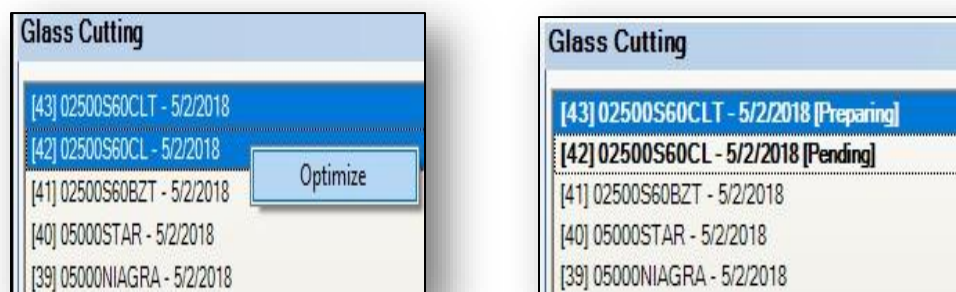 Glass Cutting
[43] 02500S60CLT - 5/2/2018
[42] 02500S60CL - 5/2/2018
[41] 02500S60BZT - 5/2/2018
[40] 05000STAR - 5/2/2018
[39] 05000NIAGRA - 5/2/2018
Optimize
Glass Cutting
[43] 02500S60CLT - 5/2/2018 [Preparing]
[42] 02500S60CL - 5/2/2018 [Pending]
[41] 02500S60BZT - 5/2/2018
[40] 05000STAR - 5/2/2018
[39] 05000NIAGRA - 5/2/2018